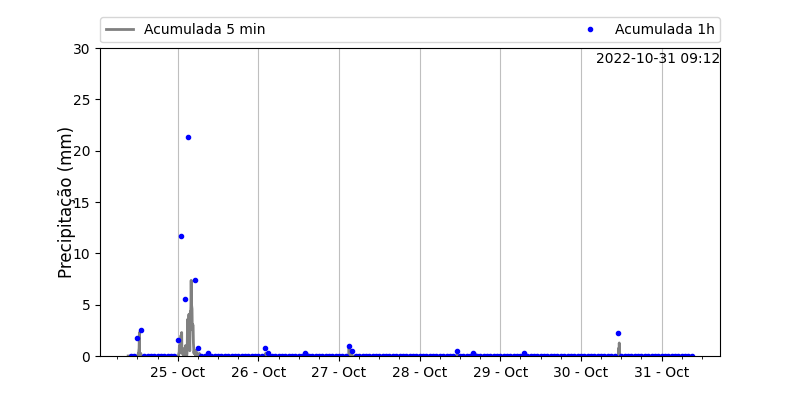 Acumulada 5 min
Acumulada 1h
2022-10-31 09:12
Precipitação (mm)
30
25
20
15
10
5
0
25 - Oct
26 - Oct
27 - Oct
28 - Oct
29 - Oct
30 - Oct
31 - Oct